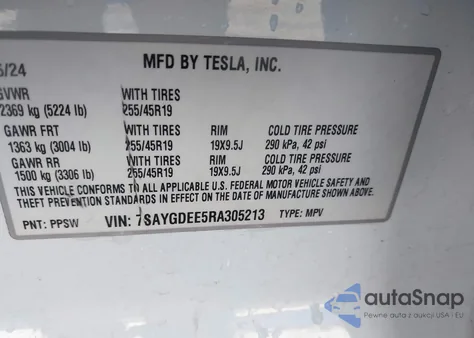 5/24 MFD BY TESLA, INC.
GVWR WITH TIRES
2369 kg (5224 lb) 255/45R19
GAWR FRT WITH TIRES RIM COLD TIRE PRESSURE
1363 kg (3004 lb) 255/45R19 19X9.5J 290 kPa, 42 psi
GAWR RR WITH TIRES RIM COLD TIRE PRESSURE
1500 kg (3306 lb) 255/45R19 19X9.5J 290 kPa, 42 psi
THIS VEHICLE CONFORMS TO ALL APPLICABLE U.S. FEDERAL MOTOR VEHICLE SAFETY AND
THEFT PREVENTION STANDARDS IN EFFECT ON THE DATE OF MANUFACTURE SHOWN ABOVE.
PNT: PPSW VIN: 7SAYGDEE5RA305213 TYPE: MPV
autoSnap
Pewne auta z aukcji USA i EU